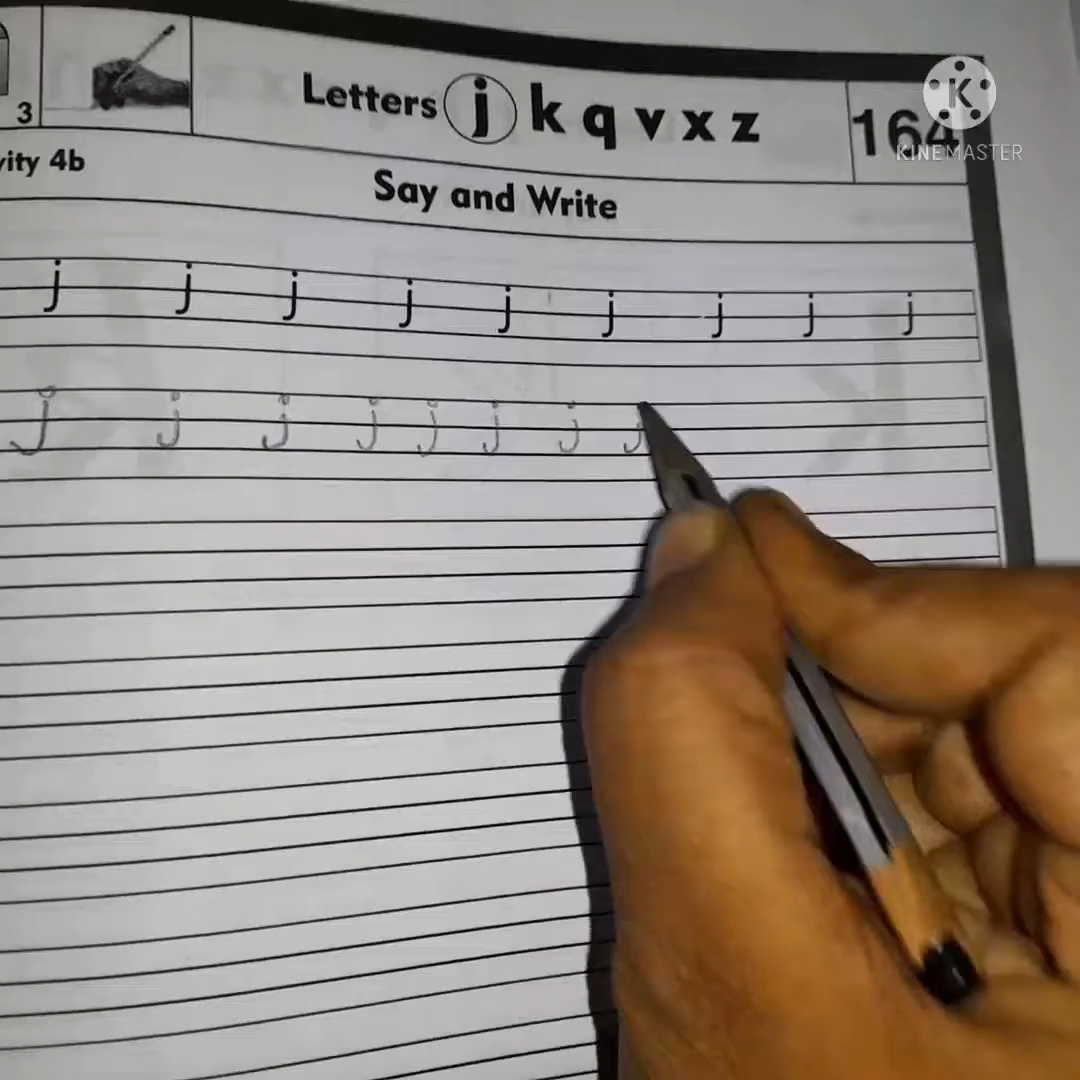 3
Letters j k q v x z
164
K
KINEMASTER
vity 4b
Say and Write
j j j j j j j j j
j j j j j j j j